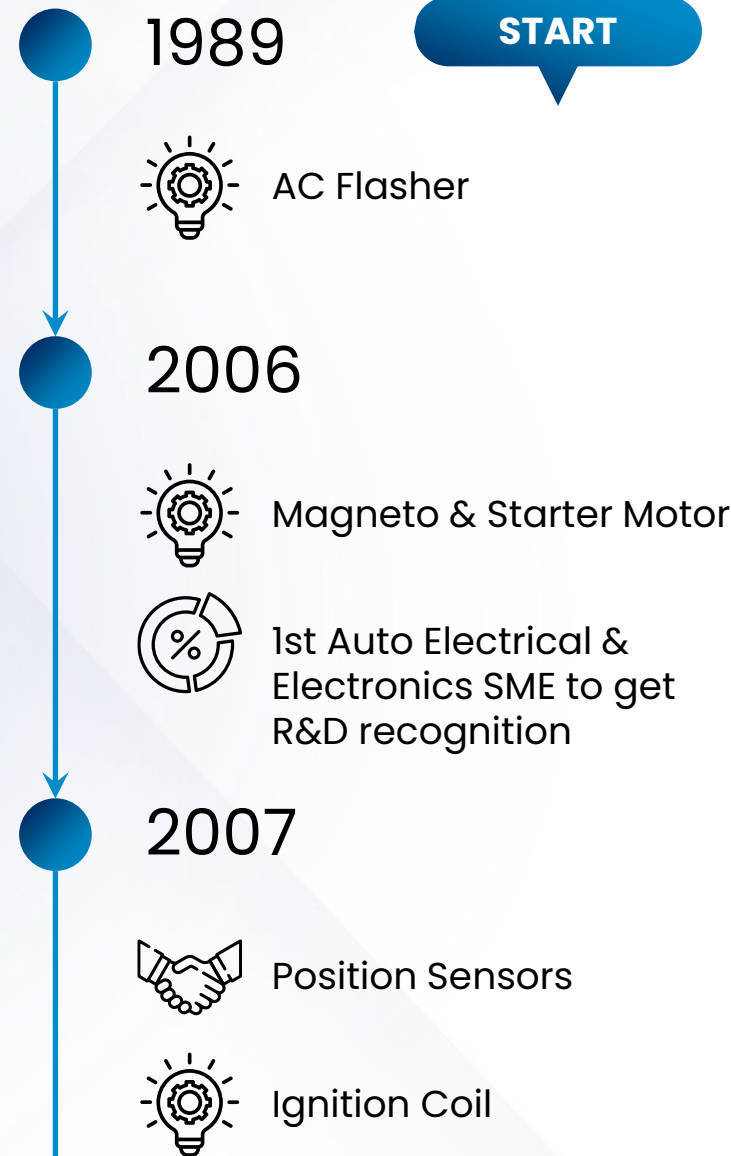 1989
START
AC Flasher
2006
Magneto & Starter Motor
%
1st Auto Electrical &
Electronics SME to get
R&D recognition
2007
Position Sensors
Ignition Coil